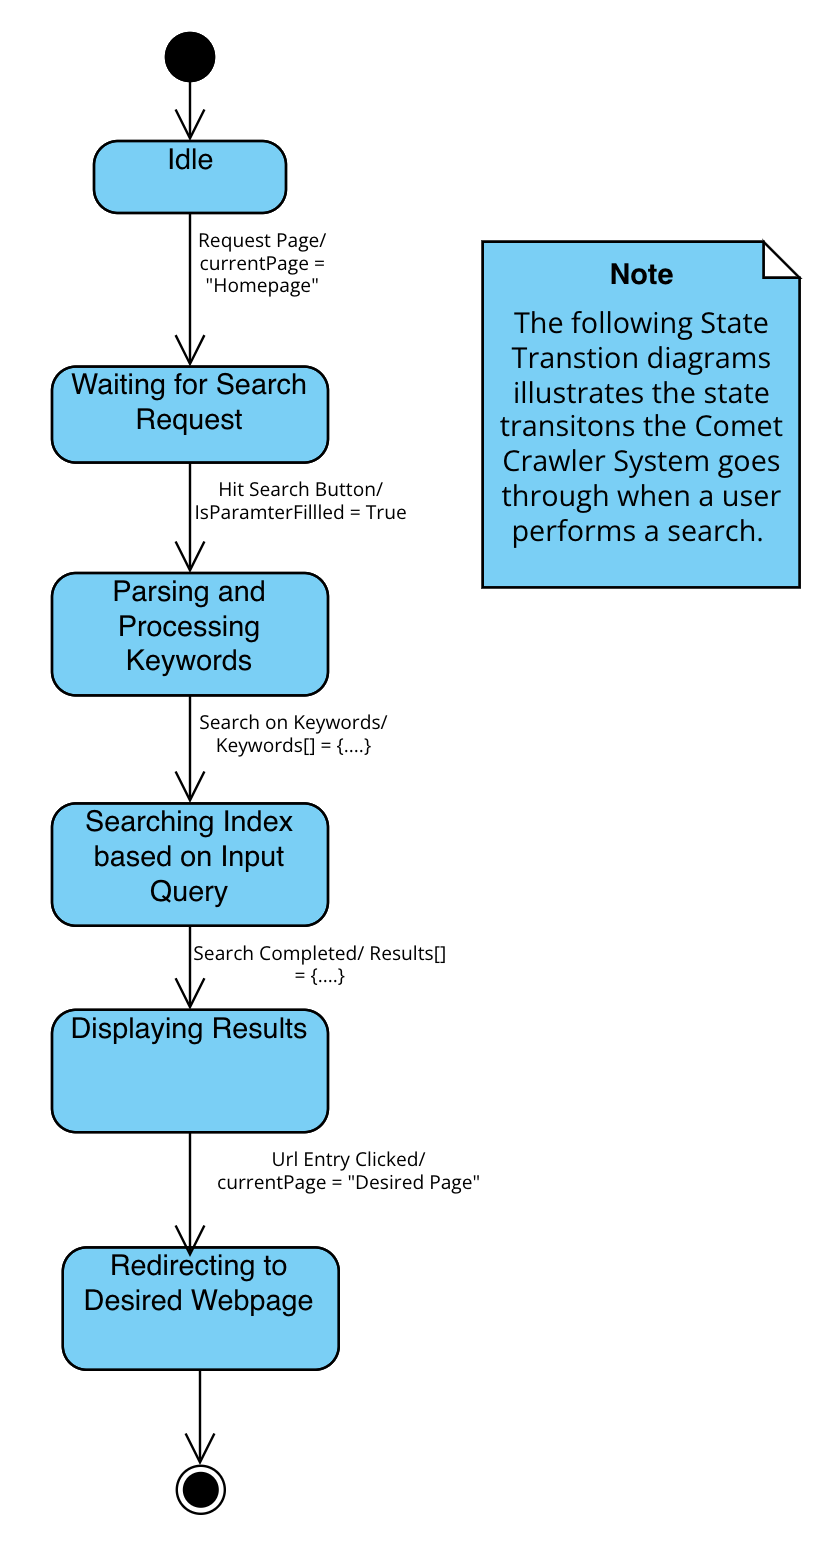 Idle
Request Page/
currentPage =
"Homepage"
Waiting for Search
Request
Hit Search Button/
IsParamterFillled = True
Parsing and
Processing
Keywords
Search on Keywords/
Keywords[] = {....}
Searching Index
based on Input
Query
Search Completed/ Results[]
= {....}
Displaying Results
Url Entry Clicked/
currentPage = "Desired Page"
Redirecting to
Desired Webpage
Note
The following State
Transtion diagrams
illustrates the state
transitons the Comet
Crawler System goes
through when a user
performs a search.